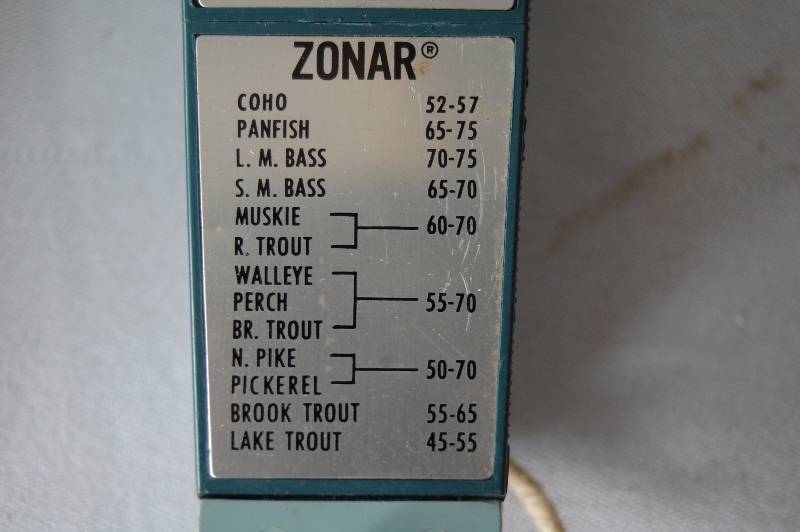 ZONAR®
COHO 52-57
PANFISH 65-75
L. M. BASS 70-75
S. M. BASS 65-70
MUSKIE
60-70
R. TROUT
WALLEYE
PERCH 55-70
BR. TROUT
N. PIKE
50-70
PICKEREL
BROOK TROUT 55-65
LAKE TROUT 45-55